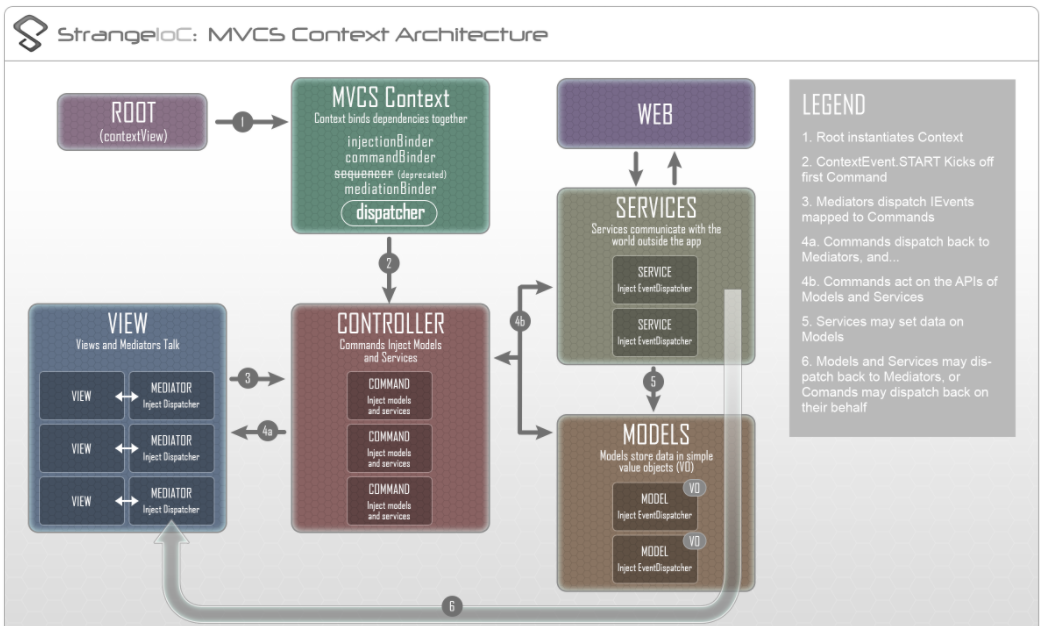 StrangeIoC: MVCS Context Architecture
ROOT
(contextView)
1
MVCS Context
Context binds dependencies together
injectionBinder
commandBinder
sequencer (deprecated)
mediationBinder
dispatcher
2
WEB
SERVICES
Services communicate with the
world outside the app
SERVICE
Inject EventDispatcher
SERVICE
Inject EventDispatcher
VIEW
Views and Mediators Talk
VIEW
MEDIATOR
Inject Dispatcher
VIEW
MEDIATOR
Inject Dispatcher
VIEW
MEDIATOR
Inject Dispatcher
3
4a
CONTROLLER
Commands Inject Models
and Services
COMMAND
Inject models
and services
COMMAND
Inject models
and services
COMMAND
Inject models
and services
4b
5
MODELS
Models store data in simple
value objects (VO)
VO
MODEL
Inject EventDispatcher
VO
MODEL
Inject EventDispatcher
6
LEGEND
1. Root instantiates Context
2. ContextEvent.START Kicks off
first Command
3. Mediators dispatch IEvents
mapped to Commands
4a. Commands dispatch back to
Mediators, and...
4b. Commands act on the APIs of
Models and Services
5. Services may set data on
Models
6. Models and Services may dis-
patch back to Mediators, or
Comands may dispatch back on
their behalf